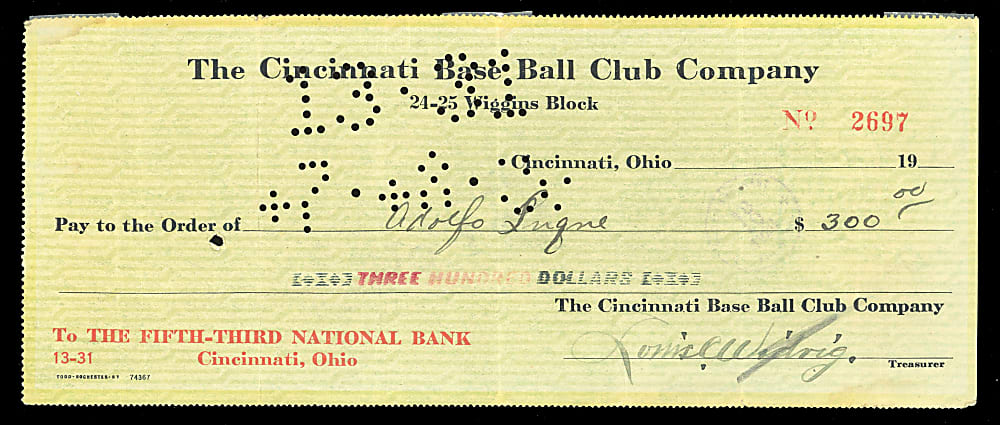 The Cincinnati Base Ball Club Company
24-25 Wiggins Block
No 2697
Cincinnati, Ohio 19
Pay to the Order of Adolfo Luque $ 300 00
THREE HUNDRED DOLLARS
The Cincinnati Base Ball Club Company
To THE FIFTH-THIRD NATIONAL BANK
13-31 Cincinnati, Ohio
Louis C Widrig.
Treasurer
TODD-ROCHESTER-NY 74367